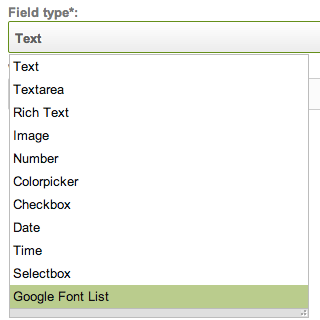 Field type*:
Text
Text
Textarea
Rich Text
Image
Number
Colorpicker
Checkbox
Date
Time
Selectbox
Google Font List